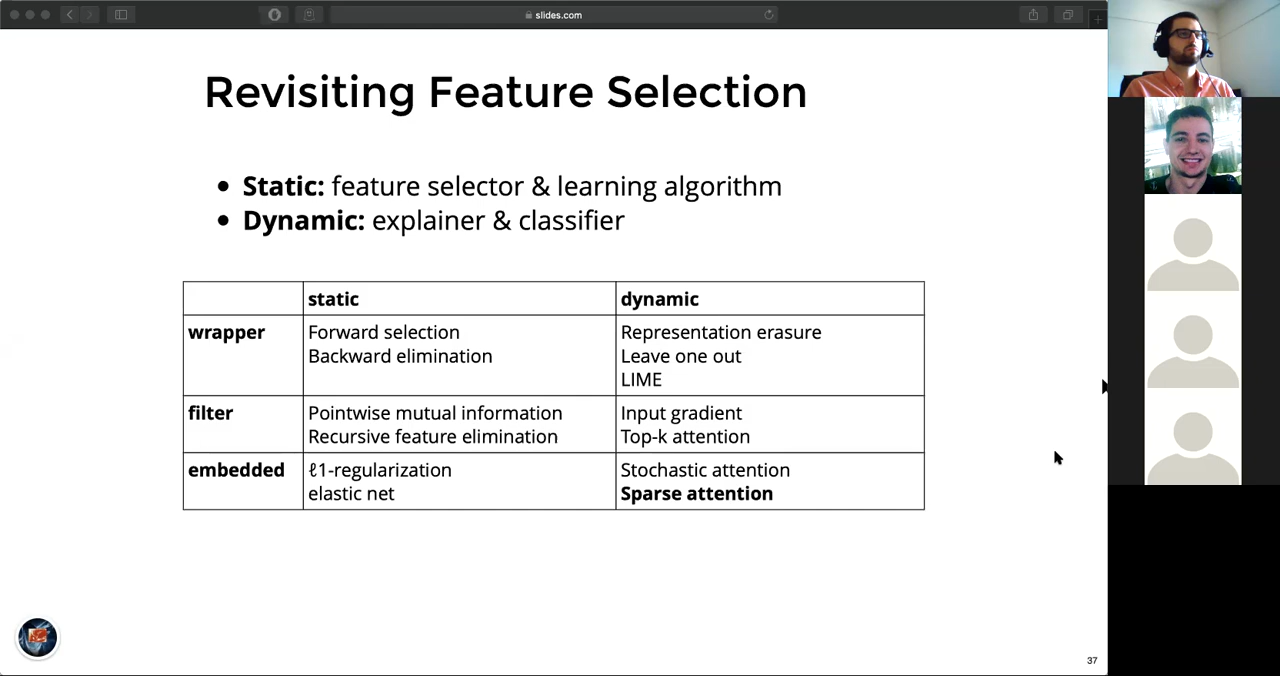 slides.com
Revisiting Feature Selection
Static: feature selector & learning algorithm
Dynamic: explainer & classifier
static dynamic
wrapper Forward selection Representation erasure
Backward elimination Leave one out
LIME
filter Pointwise mutual information Input gradient
Recursive feature elimination Top-k attention
embedded ℓ1-regularization Stochastic attention
elastic net Sparse attention
37